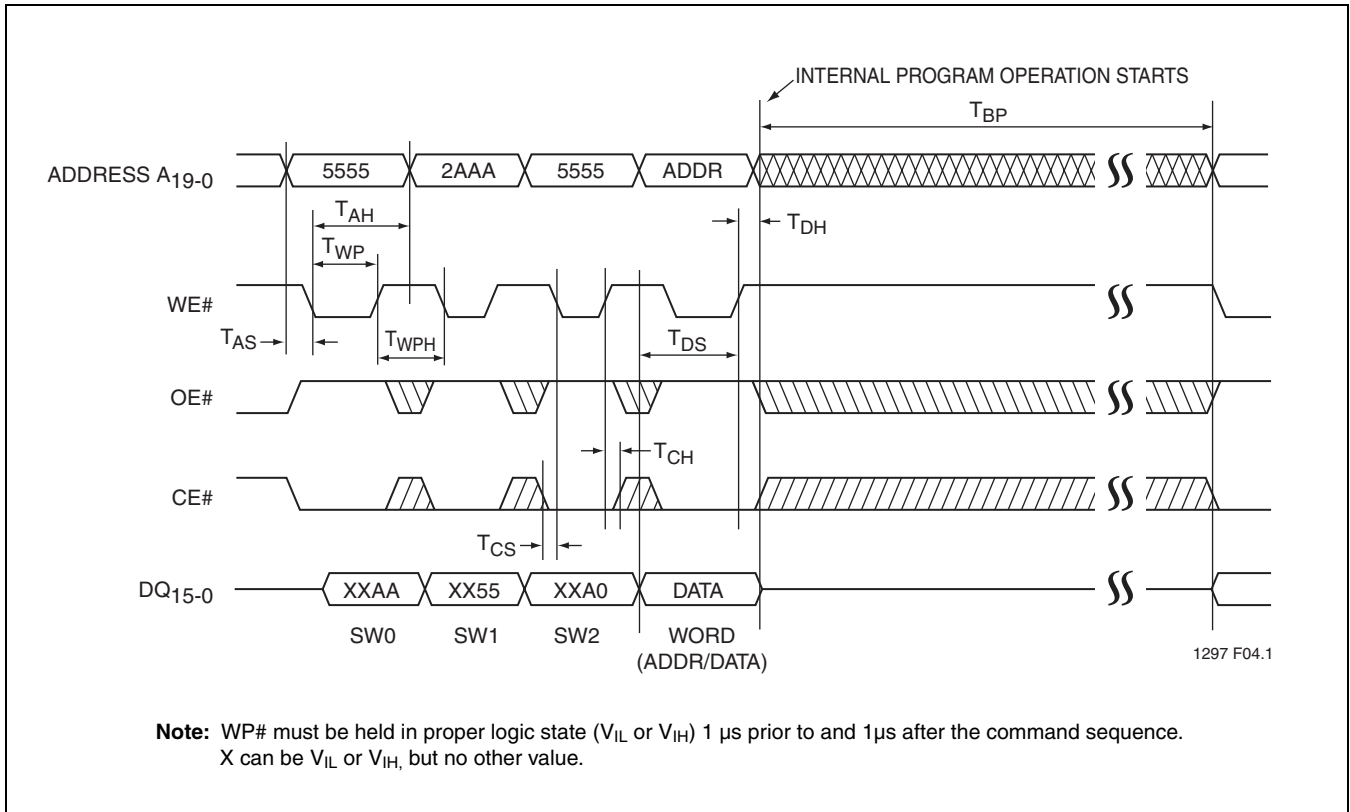 INTERNAL PROGRAM OPERATION STARTS
TBP
ADDRESS A19-0
5555 2AAA 5555 ADDR
TAH
TDH
TWP
WE#
TAS
TWPH
TDS
OE#
TCH
CE#
TCS
DQ15-0
XXAA XX55 XXA0 DATA
SW0 SW1 SW2 WORD
(ADDR/DATA)
1297 F04.1
Note: WP# must be held in proper logic state (VIL or VIH) 1 µs prior to and 1µs after the command sequence.
X can be VIL or VIH, but no other value.